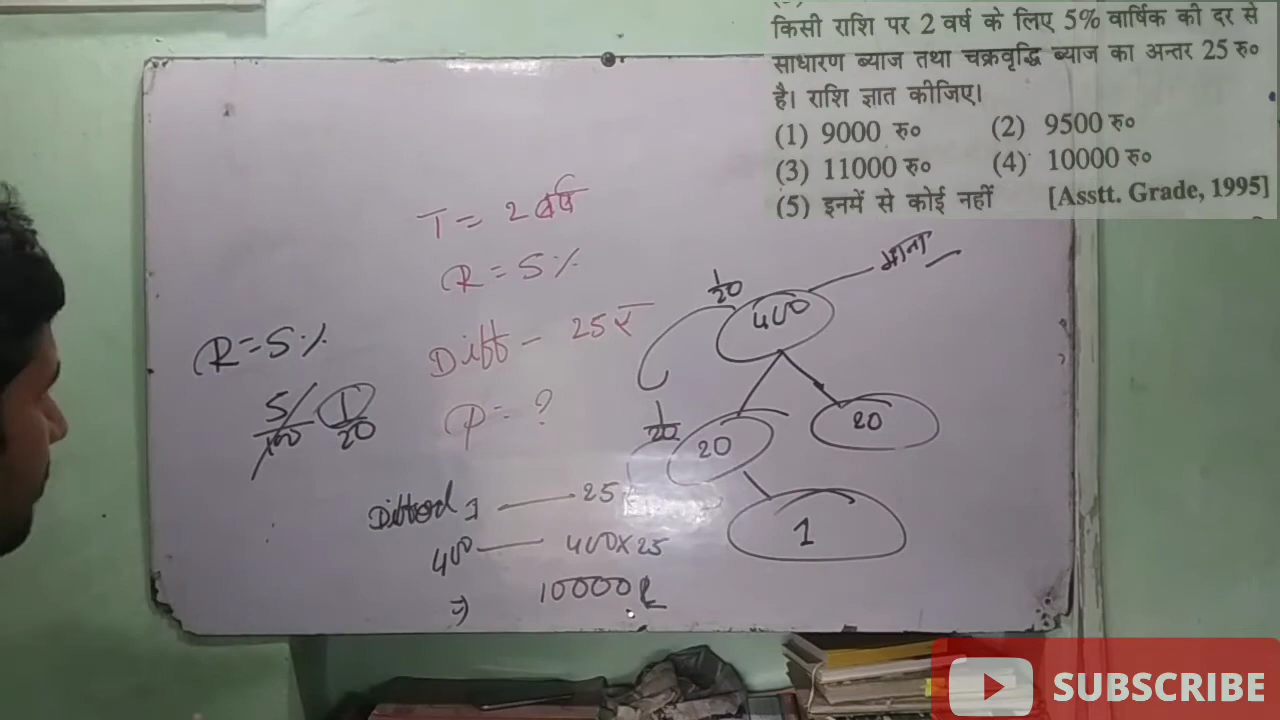 किसी राशि पर 2 वर्ष के लिए 5% वार्षिक की दर से
साधारण ब्याज तथा चक्रवृद्धि ब्याज का अन्तर 25 रु०
है। राशि ज्ञात कीजिए।
(1) 9000 रु० (2) 9500 रु०
(3) 11000 रु० (4) 10000 रु०
(5) इनमें से कोई नहीं [Asstt. Grade, 1995]
T = 2 वर्ष
R = 5%
Diff - 25₹
P = ?
R = 5%
5/100 1/20
माना
1/20 400
1/20 20 20
1
1 — 25
400 — 400×25
⇒ 10000₹
SUBSCRIBE